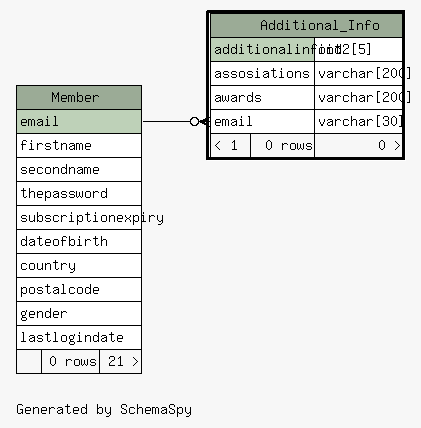 Additional_Info
additionalinfoid int2[5]
assosiations varchar[200]
awards varchar[200]
email varchar[30]
< 1 0 rows 0 >
Member
email
firstname
secondname
thepassword
subscriptionexpiry
dateofbirth
country
postalcode
gender
lastlogindate
0 rows 21 >
Generated by SchemaSpy